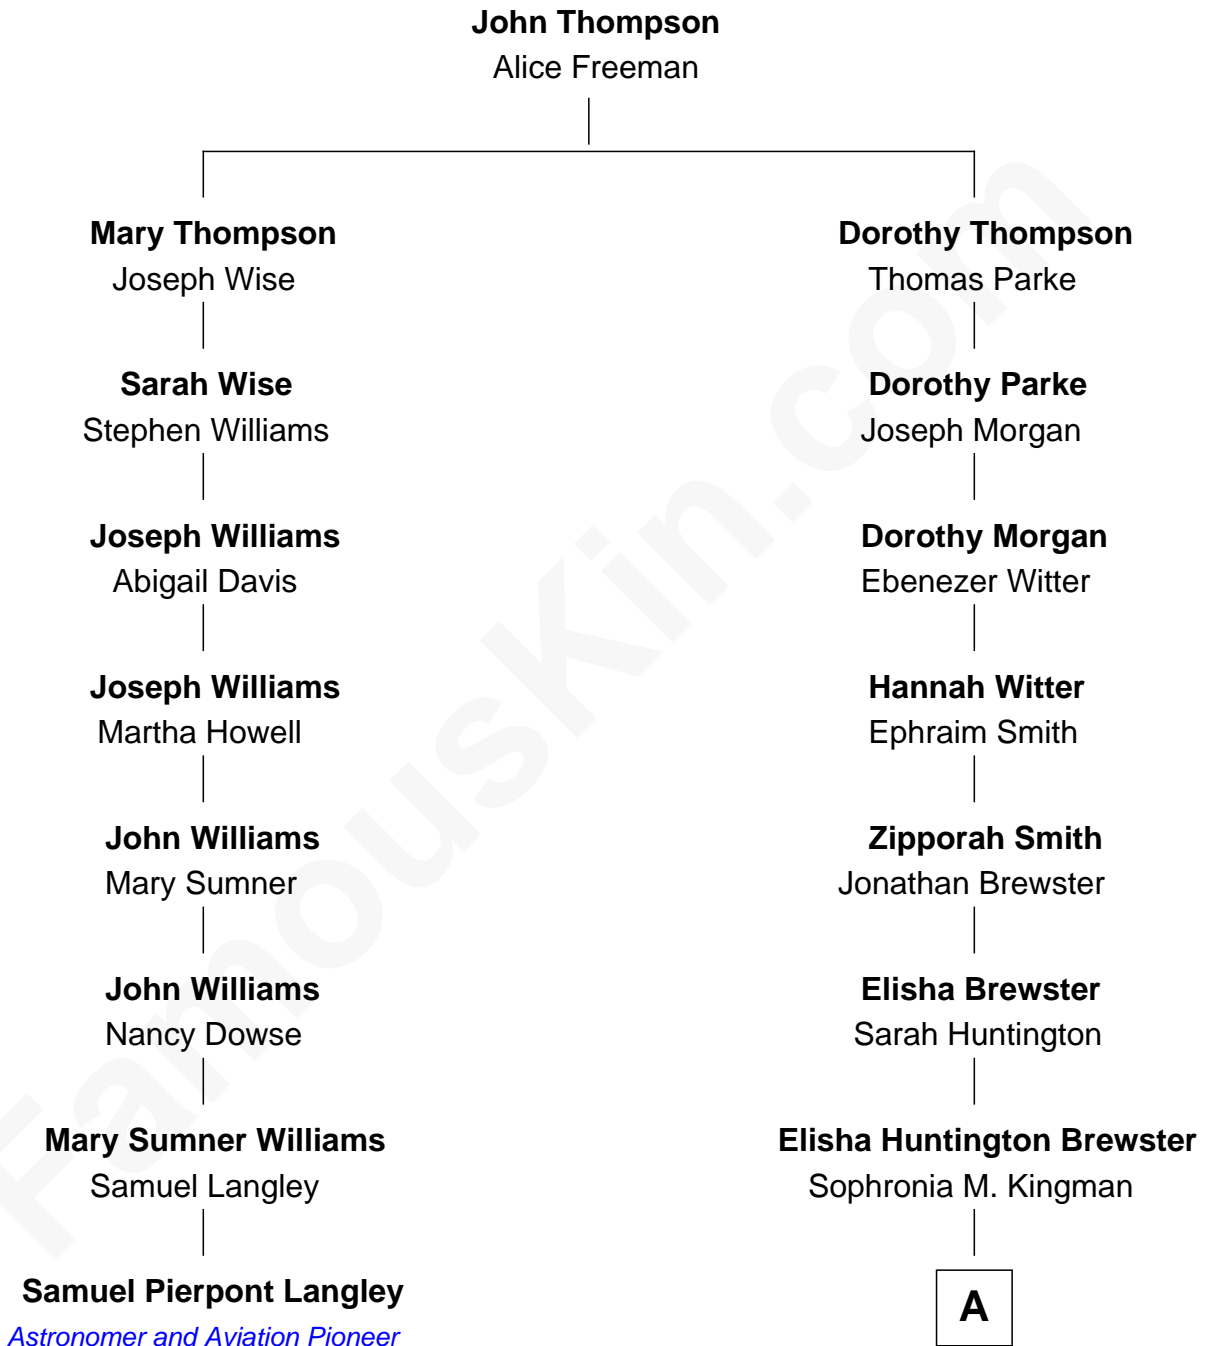 John Thompson
Alice Freeman
Mary Thompson
Joseph Wise
Sarah Wise
Stephen Williams
Joseph Williams
Abigail Davis
Joseph Williams
Martha Howell
John Williams
Mary Sumner
John Williams
Nancy Dowse
Mary Sumner Williams
Samuel Langley
Samuel Pierpont Langley
Astronomer and Aviation Pioneer
Dorothy Thompson
Thomas Parke
Dorothy Parke
Joseph Morgan
Dorothy Morgan
Ebenezer Witter
Hannah Witter
Ephraim Smith
Zipporah Smith
Jonathan Brewster
Elisha Brewster
Sarah Huntington
Elisha Huntington Brewster
Sophronia M. Kingman
A
FamousKin.com